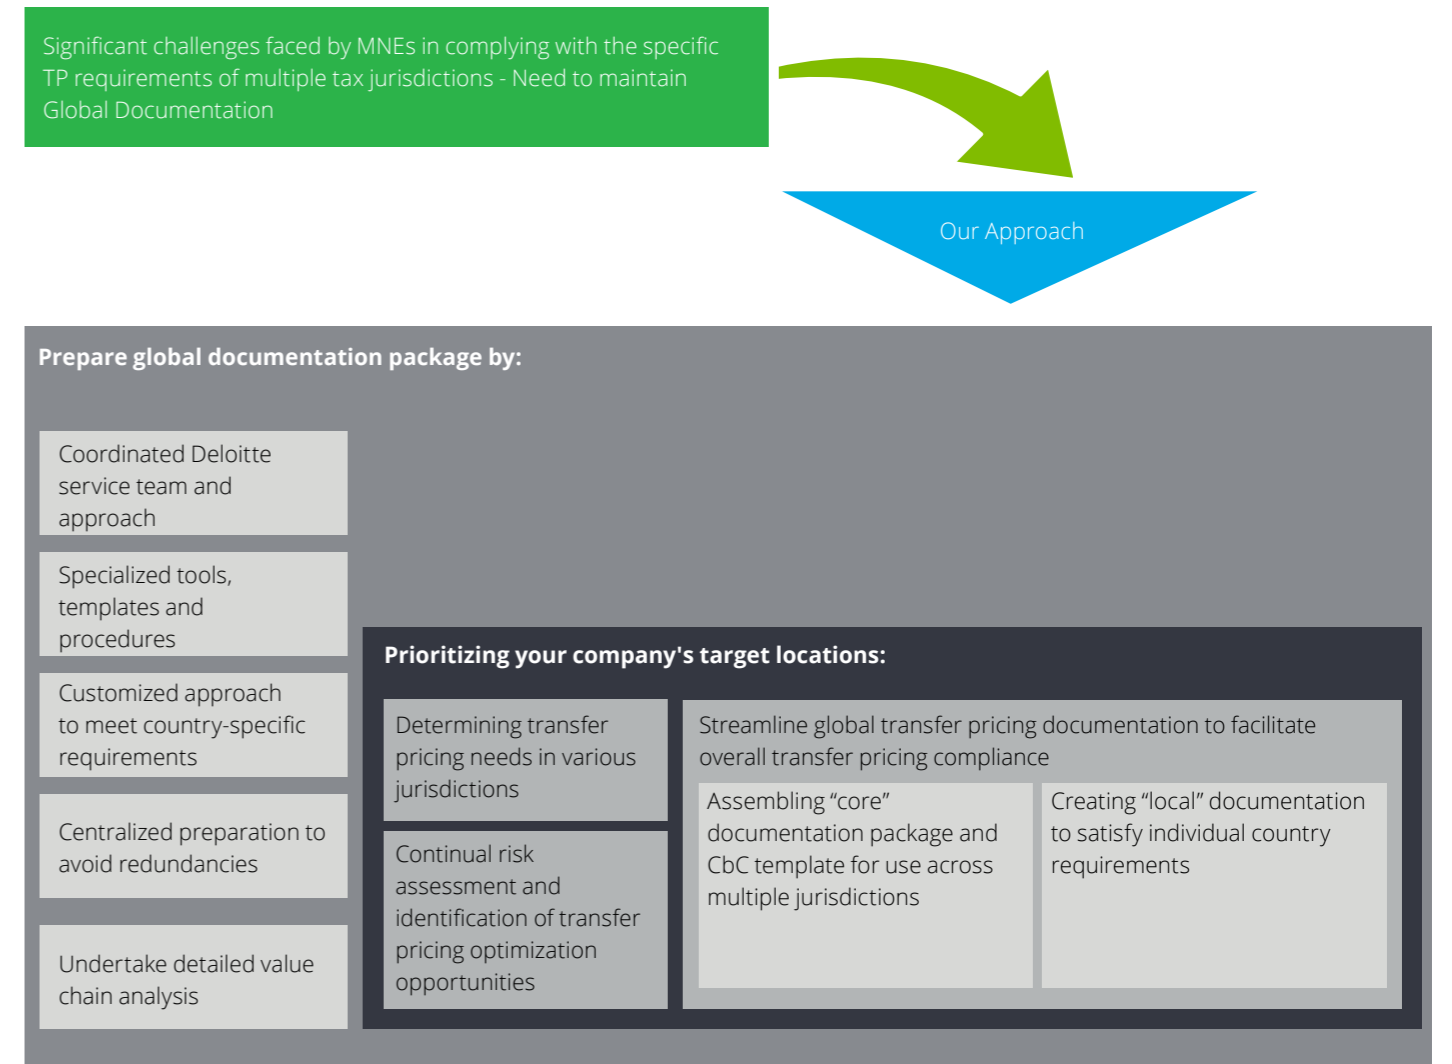 Significant challenges faced by MNEs in complying with the specific
TP requirements of multiple tax jurisdictions - Need to maintain
Global Documentation
Our Approach
Prepare global documentation package by:
Coordinated Deloitte
service team and
approach
Specialized tools,
templates and
procedures
Customized approach
to meet country-specific
requirements
Centralized preparation to
avoid redundancies
Undertake detailed value
chain analysis
Prioritizing your company's target locations:
Determining transfer
pricing needs in various
jurisdictions
Continual risk
assessment and
identification of transfer
pricing optimization
opportunities
Streamline global transfer pricing documentation to facilitate
overall transfer pricing compliance
Assembling “core”
documentation package and
CbC template for use across
multiple jurisdictions
Creating “local” documentation
to satisfy individual country
requirements